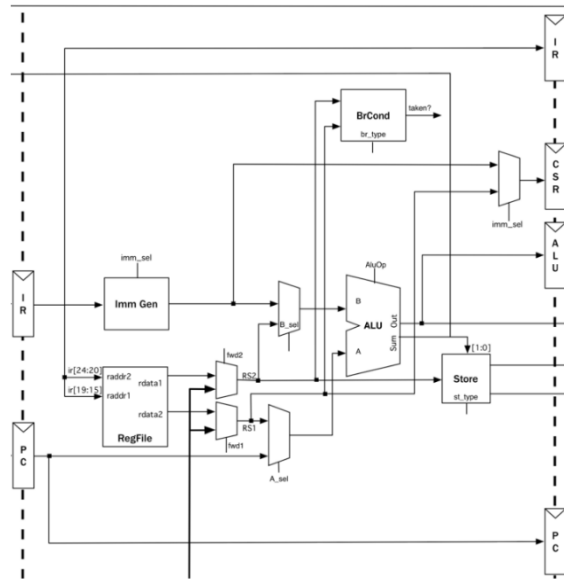 I
R
BrCond
taken?
br_type
C
S
R
imm_sel
imm_sel
A
L
U
AluOp
I
R
Imm Gen
B
B_sel
ALU
Out
Sum
A
[1:0]
fwd2
ir[24:20]
raddr2
rdata1
RS2
Store
ir[19:15]
raddr1
rdata2
st_type
RS1
RegFile
fwd1
P
C
A_sel
P
C